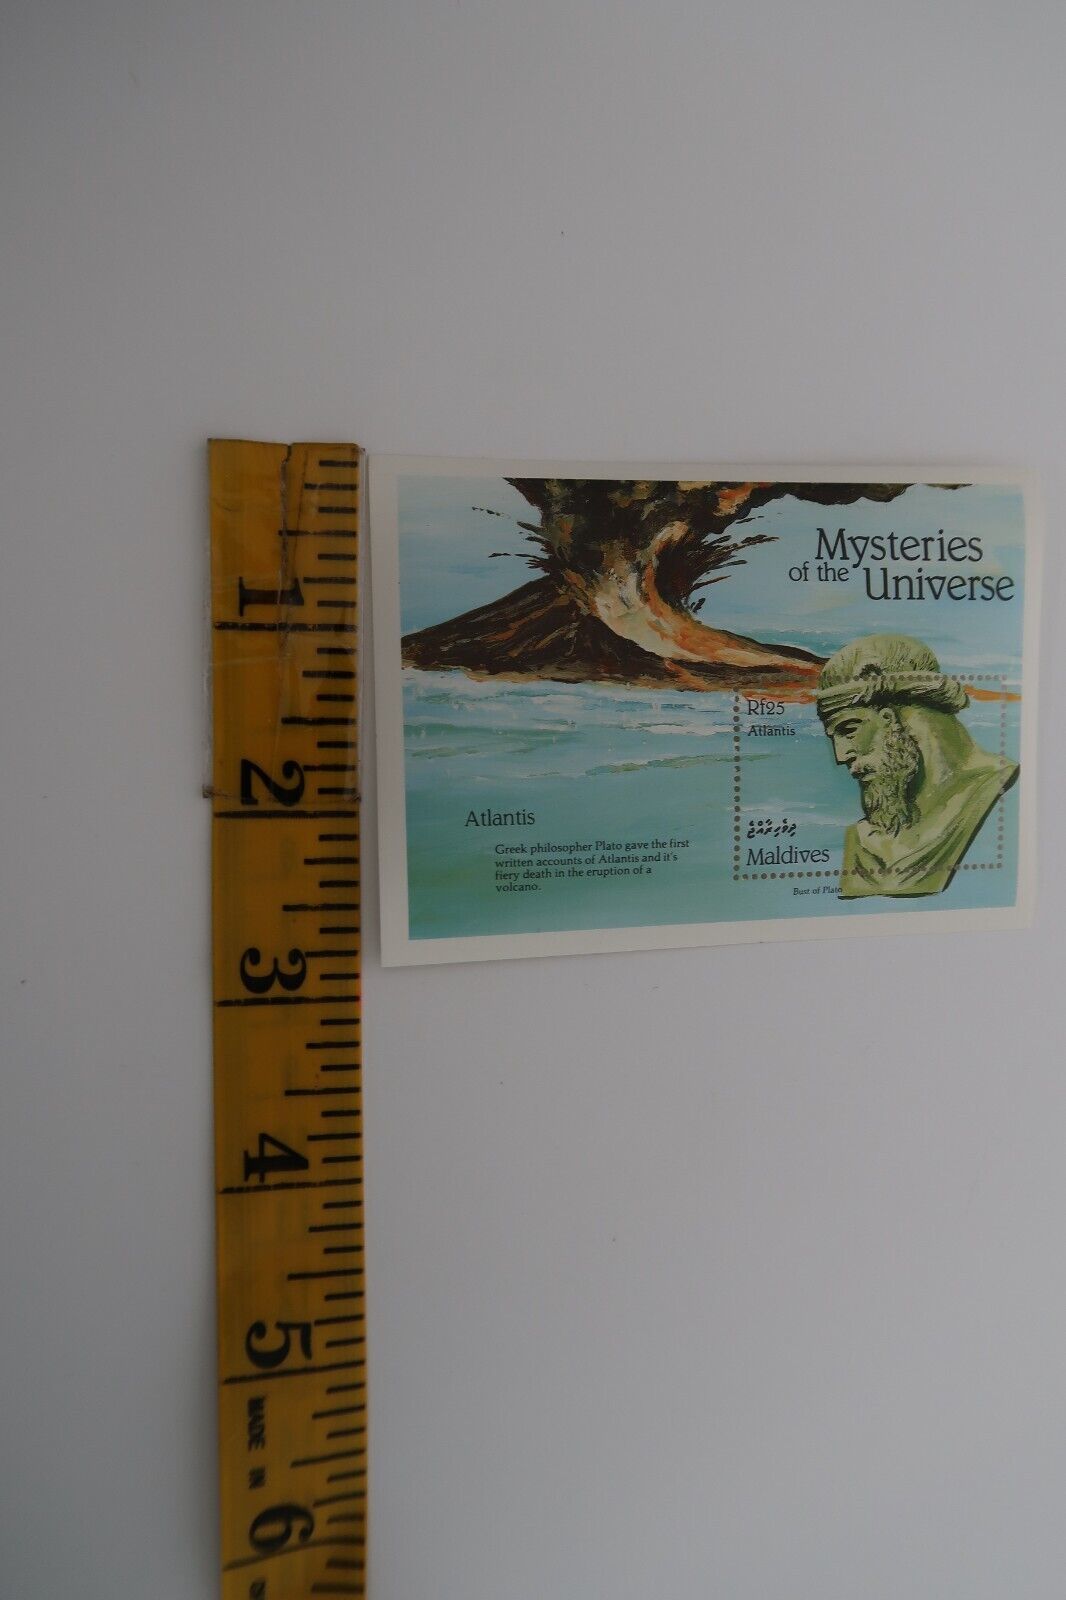 Mysteries
of the Universe
Rf25
Atlantis
ދިވެހިރާއްޖެ
Maldives
Bust of Plato
Atlantis
Greek philosopher Plato gave the first
written accounts of Atlantis and it's
fiery death in the eruption of a
volcano.
1
2
3
4
5
MADE IN
6